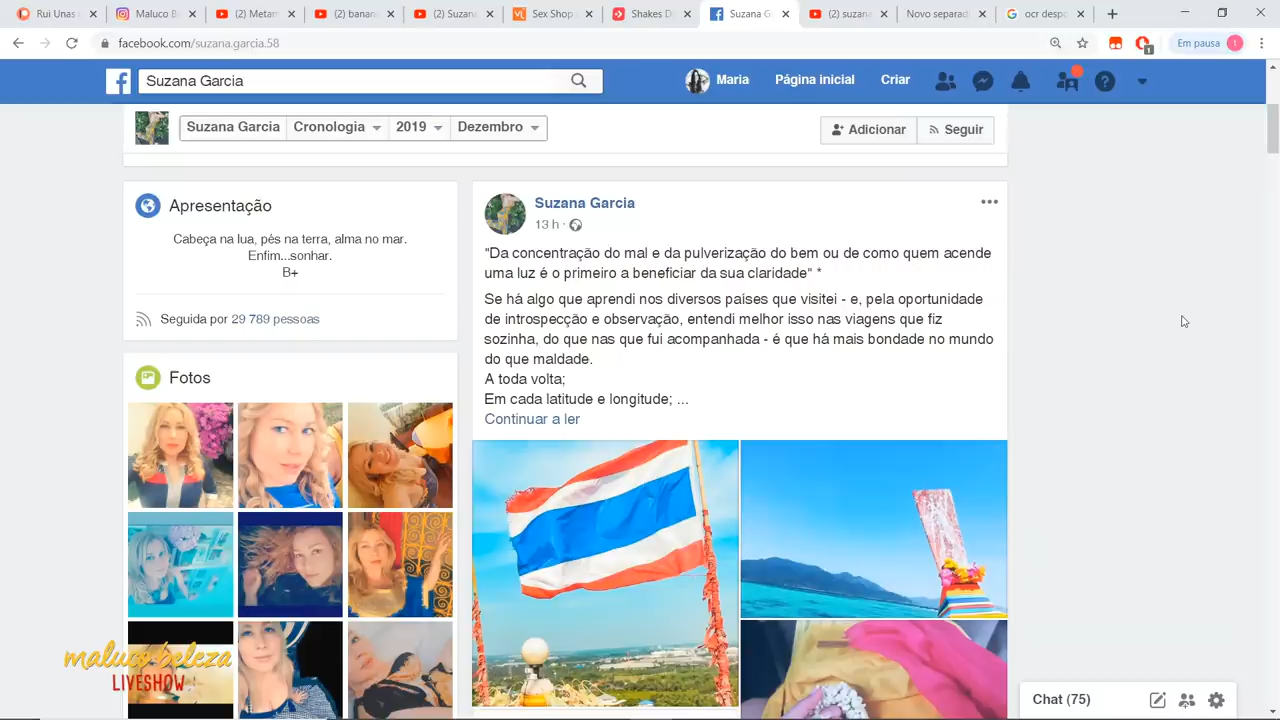 Rui Unas
Maluco B
(2) Metam
(2) banan
(2) Suzan
Sex Shop
Shakes D
Suzana G
(2) suzana
Novo separad
ocr despo
facebook.com/suzana.garcia.58
Em pausa
1
1
Suzana Garcia
Maria
Página inicial
Criar
Suzana Garcia
Cronologia
2019
Dezembro
Adicionar
Seguir
Apresentação
Cabeça na lua, pés na terra, alma no mar.
Enfim...sonhar.
B+
Seguida por 29 789 pessoas
Fotos
Suzana Garcia
13 h ·
"Da concentração do mal e da pulverização do bem ou de como quem acende
uma luz é o primeiro a beneficiar da sua claridade" *
Se há algo que aprendi nos diversos países que visitei - e, pela oportunidade
de introspecção e observação, entendi melhor isso nas viagens que fiz
sozinha, do que nas que fui acompanhada - é que há mais bondade no mundo
do que maldade.
A toda volta;
Em cada latitude e longitude; ...
Continuar a ler
maluco beleza
LIVESHOW
Chat (75)